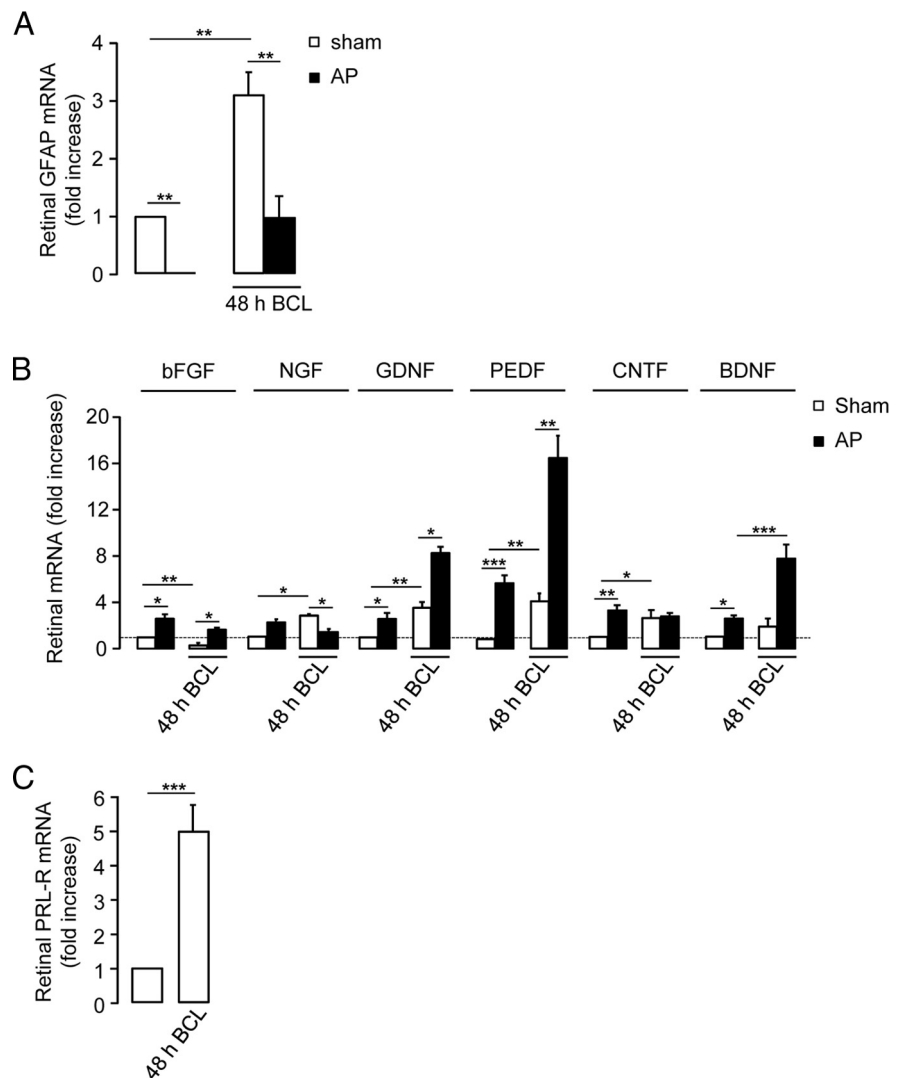 A
Retinal GFAP mRNA
(fold increase)
4
3
2
1
0
**
**
**
sham
AP
48 h BCL
B
bFGF NGF GDNF PEDF CNTF BDNF
Sham
AP
Retinal mRNA (fold increase)
20
16
12
8
4
0
** * * * * * ** * * *** ** ** ** * * ***
48 h BCL 48 h BCL 48 h BCL 48 h BCL 48 h BCL 48 h BCL
C
Retinal PRL-R mRNA
(fold increase)
6
5
4
3
2
1
0
***
48 h BCL